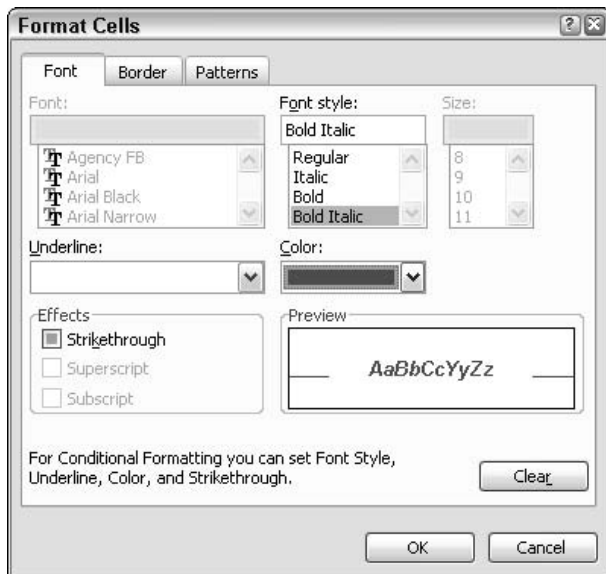 Format Cells
Font Border Patterns
Font: Font style: Size:
Bold Italic
Agency FB Regular 8
Arial Italic 9
Arial Black Bold 10
Arial Narrow Bold Italic 11
Underline: Color:
Effects Preview
Strikethrough
Superscript AaBbCcYyZz
Subscript
For Conditional Formatting you can set Font Style,
Underline, Color, and Strikethrough.
Clear
OK Cancel